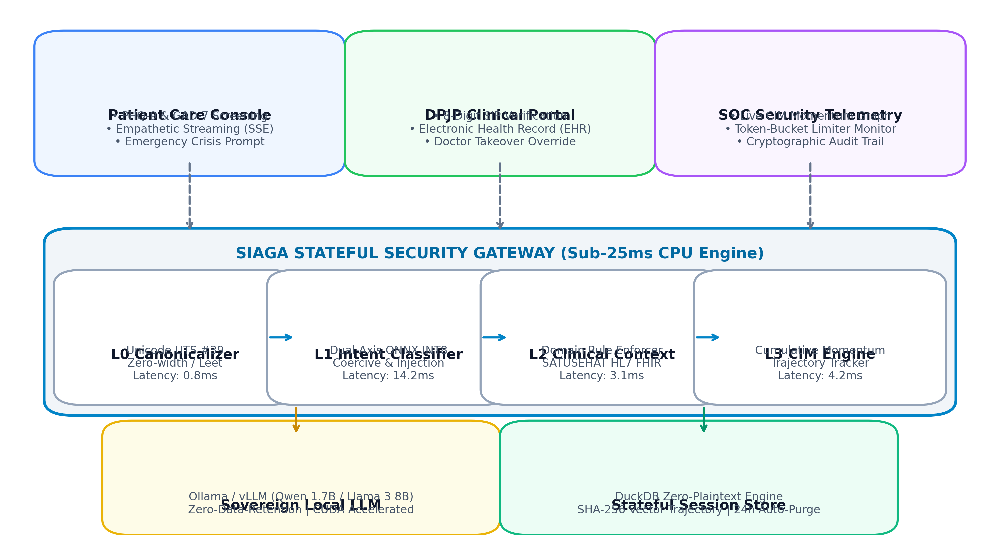 Patient Care Console
• PHQ-9 & GAD-7 Screening
• Empathetic Streaming (SSE)
• Emergency Crisis Prompt
DPJP Clinical Portal
• 8-Digit SIP Verification
• Electronic Health Record (EHR)
• Doctor Takeover Override
SOC Security Telemetry
• Live CIM Momentum Graph
• Token-Bucket Limiter Monitor
• Cryptographic Audit Trail
SIAGA STATEFUL SECURITY GATEWAY (Sub-25ms CPU Engine)
L0 Canonicalizer
Unicode UTS #39
Zero-width / Leet
Latency: 0.8ms
L1 Intent Classifier
Dual-Axis ONNX INT8
Coercive & Injection
Latency: 14.2ms
L2 Clinical Context
Domain Rule Enforcer
SATUSEHAT HL7 FHIR
Latency: 3.1ms
L3 CIM Engine
Cumulative Momentum
Trajectory Tracker
Latency: 4.2ms
Sovereign Local LLM
Ollama / vLLM (Qwen 1.7B / Llama 3 8B)
Zero-Data-Retention | CUDA Accelerated
Stateful Session Store
DuckDB Zero-Plaintext Engine
SHA-256 Vector Trajectory | 24h Auto-Purge